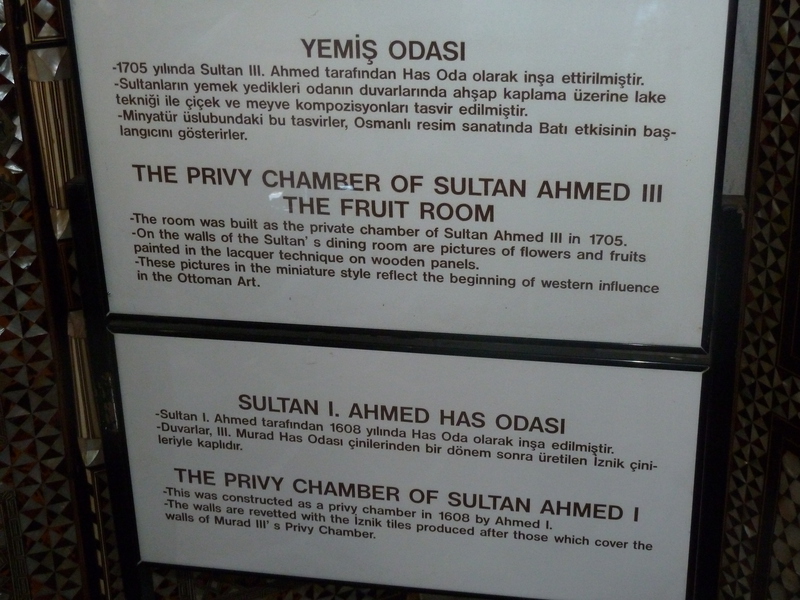 YEMİŞ ODASI
-1705 yılında Sultan III. Ahmed tarafından Has Oda olarak inşa ettirilmiştir.
-Sultanların yemek yedikleri odanın duvarlarında ahşap kaplama üzerine lake
tekniği ile çiçek ve meyve kompozisyonları tasvir edilmiştir.
-Minyatür üslubundaki bu tasvirler, Osmanlı resim sanatında Batı etkisinin baş-
langıcını gösterirler.
THE PRIVY CHAMBER OF SULTAN AHMED III
THE FRUIT ROOM
-The room was built as the private chamber of Sultan Ahmed III in 1705.
-On the walls of the Sultan' s dining room are pictures of flowers and fruits
painted in the lacquer technique on wooden panels.
-These pictures in the miniature style reflect the beginning of western influence
in the Ottoman Art.
SULTAN I. AHMED HAS ODASI
-Sultan I. Ahmed tarafından 1608 yılında Has Oda olarak inşa edilmiştir.
-Duvarlar, III. Murad Has Odası çinilerinden bir dönem sonra üretilen İznik çini-
leriyle kaplıdır.
THE PRIVY CHAMBER OF SULTAN AHMED I
-This was constructed as a privy chamber in 1608 by Ahmed I.
-The walls are revetted with the İznik tiles produced after those which cover the
walls of Murad III' s Privy Chamber.